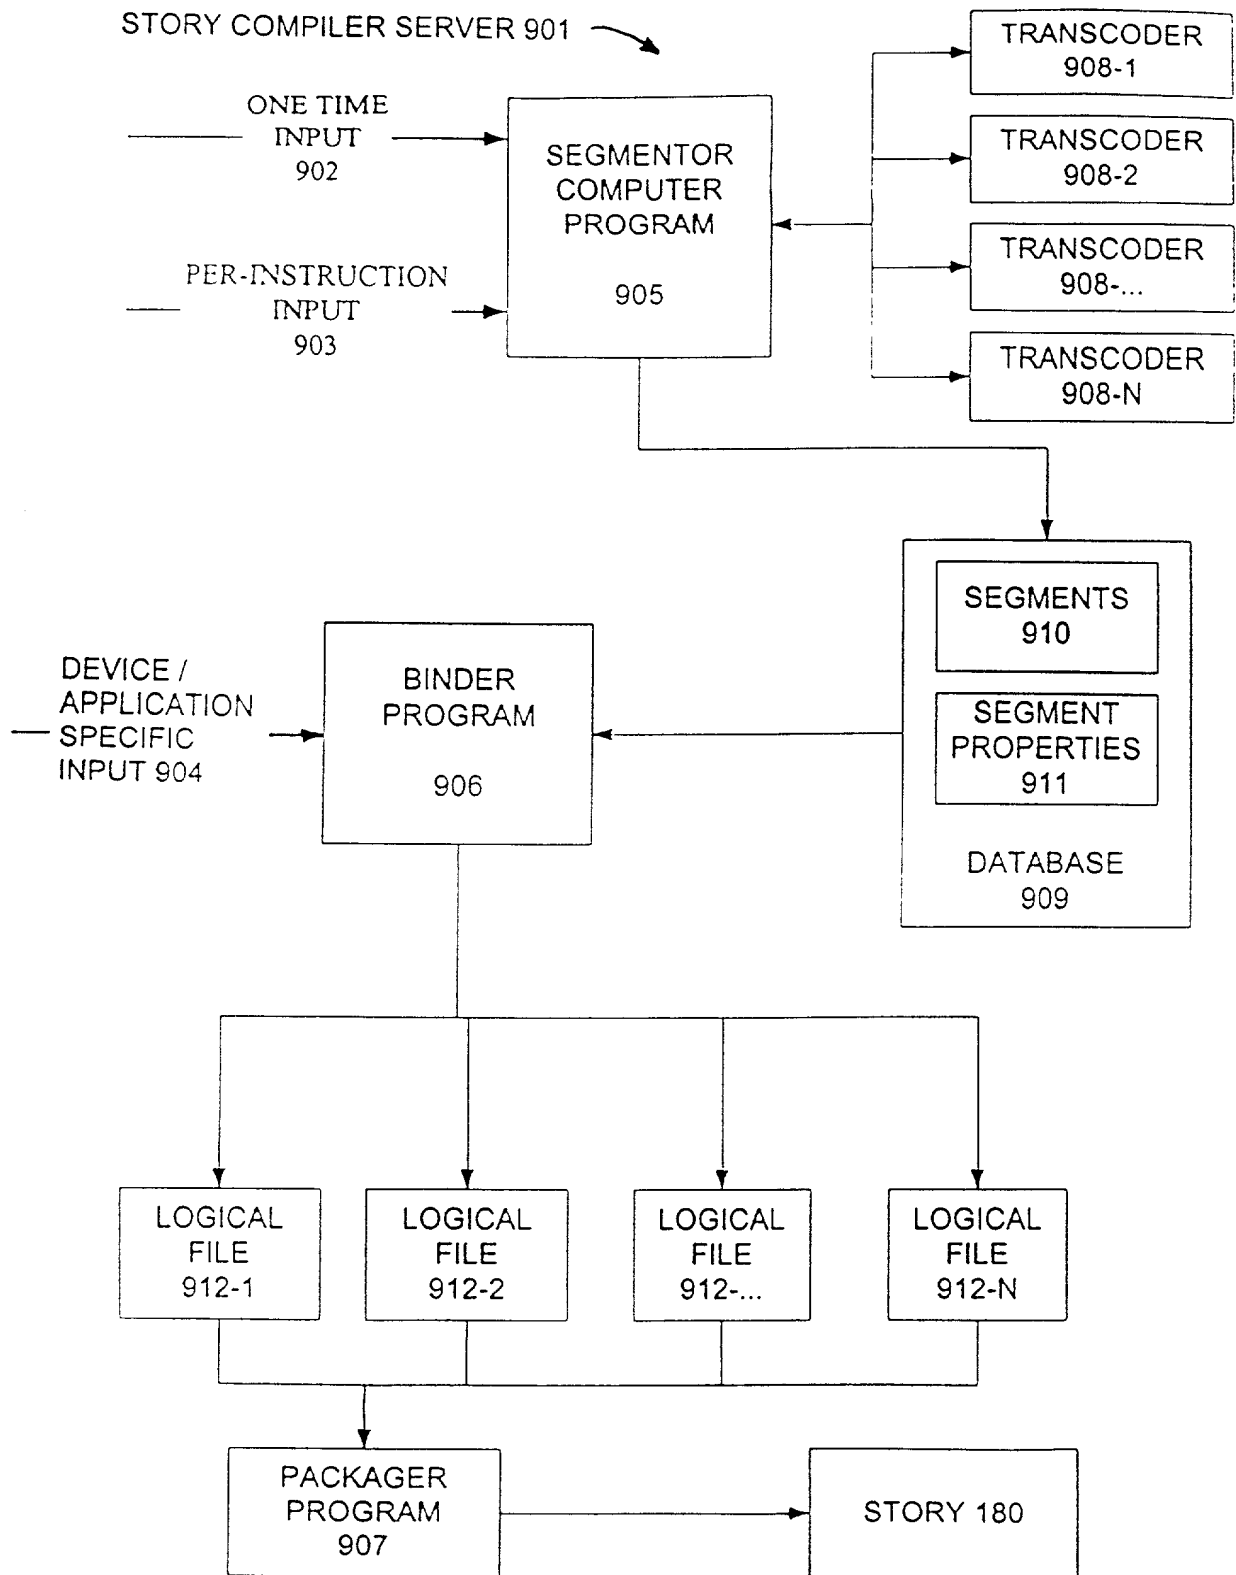 STORY COMPILER SERVER 901
ONE TIME
INPUT
902
PER-INSTRUCTION
INPUT
903
SEGMENTOR
COMPUTER
PROGRAM
905
TRANSCODER
908-1
TRANSCODER
908-2
TRANSCODER
908-...
TRANSCODER
908-N
SEGMENTS
910
SEGMENT
PROPERTIES
911
DATABASE
909
DEVICE /
APPLICATION
SPECIFIC
INPUT 904
BINDER
PROGRAM
906
LOGICAL
FILE
912-1
LOGICAL
FILE
912-2
LOGICAL
FILE
912-...
LOGICAL
FILE
912-N
PACKAGER
PROGRAM
907
STORY 180